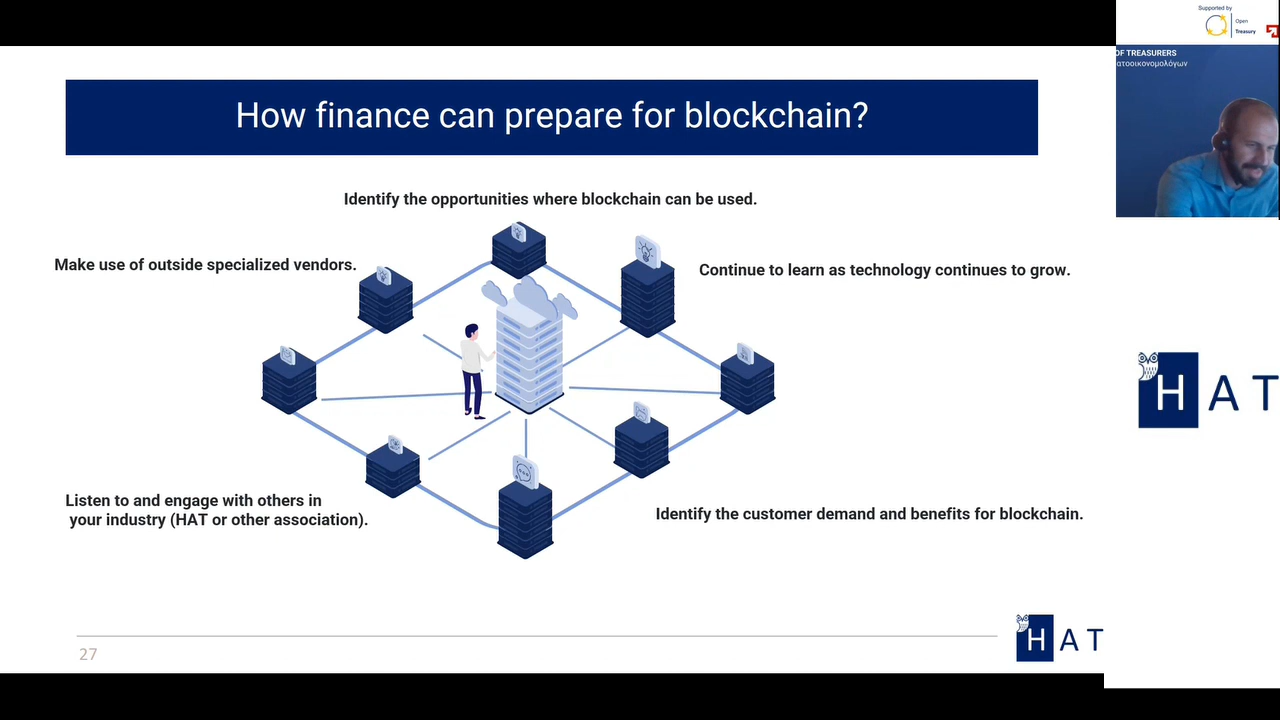 Supported by
Open
Treasury
OF TREASURERS
ατοοικονομολόγων
How finance can prepare for blockchain?
Identify the opportunities where blockchain can be used.
Make use of outside specialized vendors.
Continue to learn as technology continues to grow.
HAT
Listen to and engage with others in
your industry (HAT or other association).
Identify the customer demand and benefits for blockchain.
HAT
27